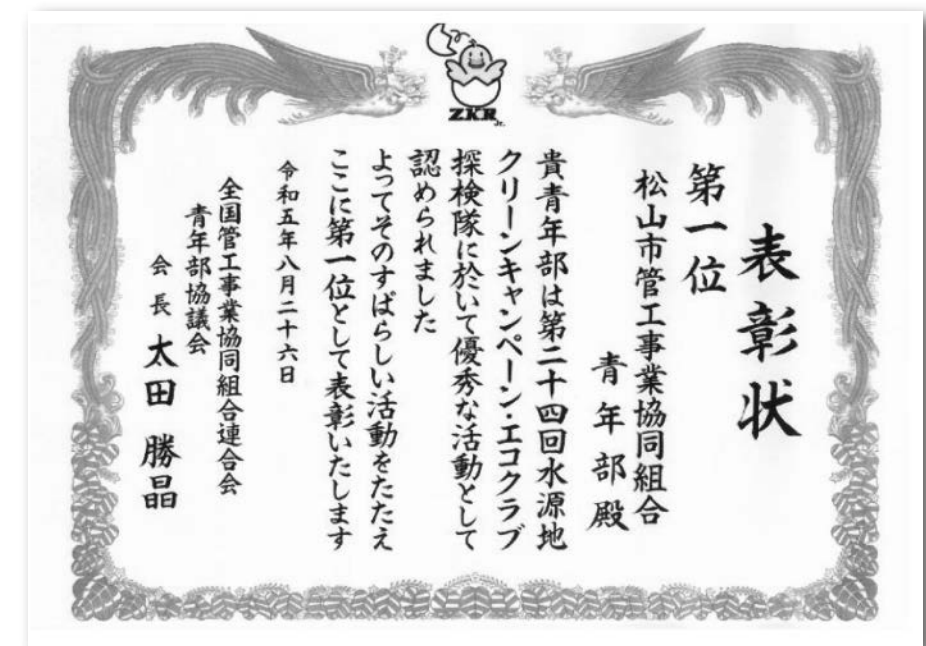 ZKR Jr.
表彰状
第一位
松山市管工事業協同組合
青年部殿
貴青年部は第二十四回水源地
クリーンキャンペーン・エコクラブ
探検隊に於いて優秀な活動として
認められました
よってそのすばらしい活動をたたえ
ここに第一位として表彰いたします
令和五年八月二十六日
全国管工事業協同組合連合会
青年部協議会
会長 太田勝晶